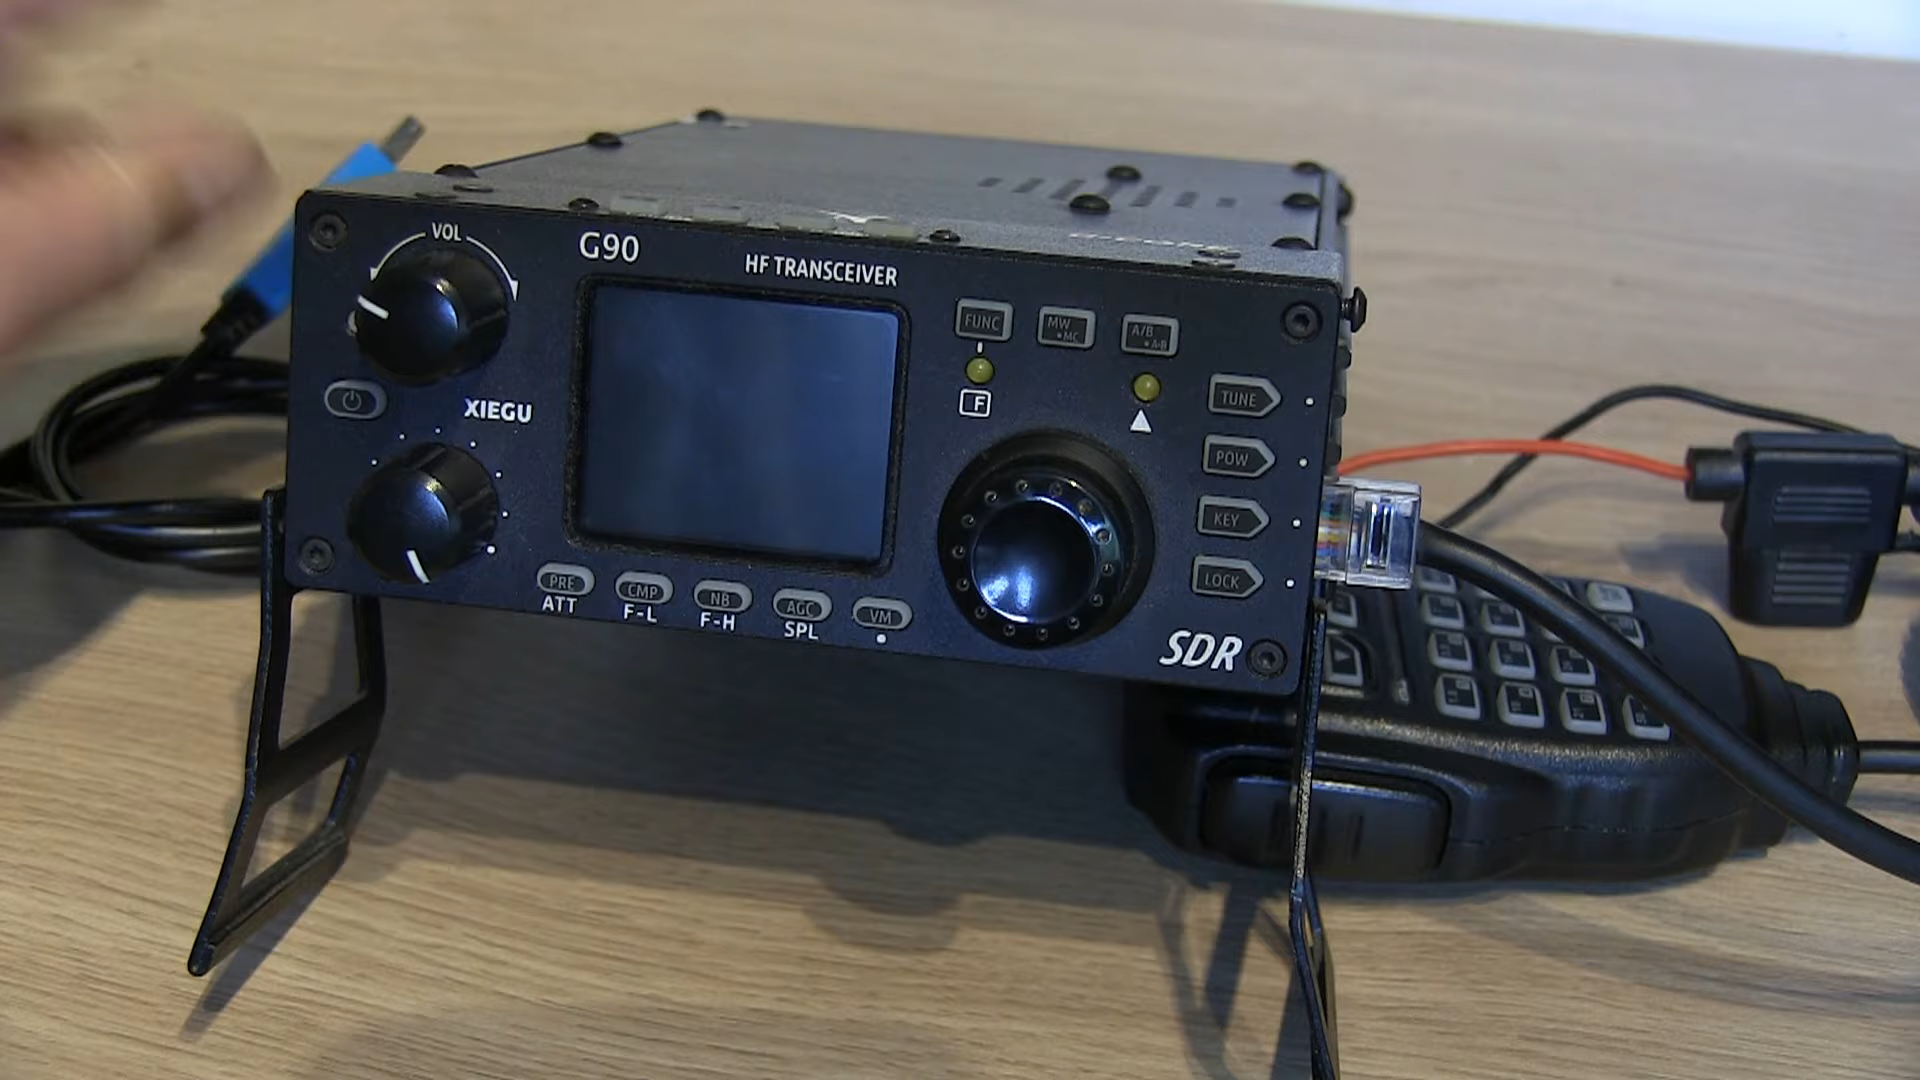 VOL
G90
HF TRANSCEIVER
FUNC
MW
MC
A/B
A-B
XIEGU
F
TUNE
POW
KEY
LOCK
PRE
ATT
CMP
F-L
NB
F-H
AGC
SPL
VM
SDR